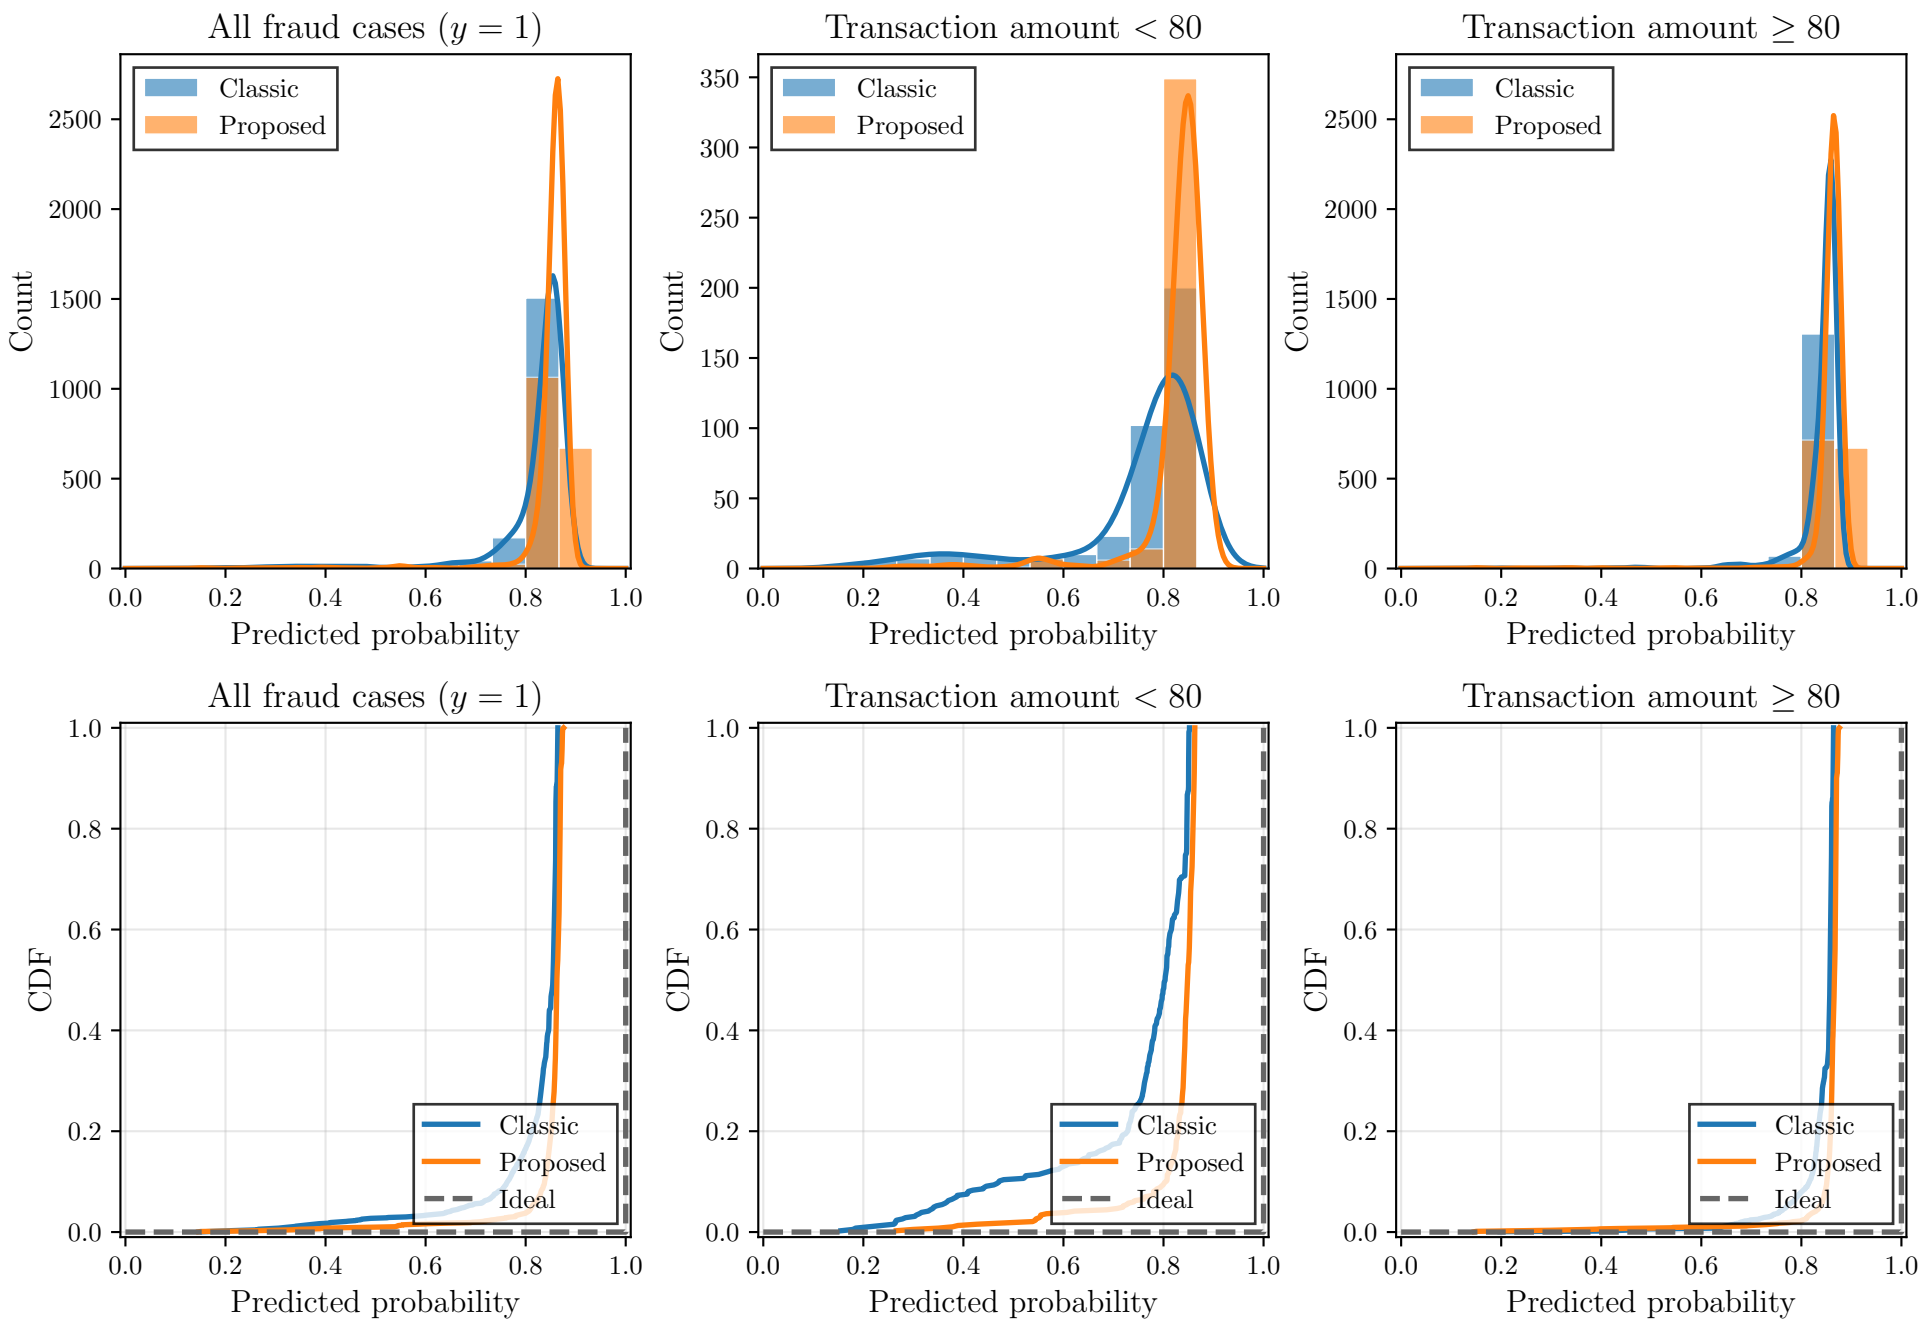 All fraud cases (y = 1)
Classic
Proposed
2500
2000
1500
1000
500
0
Count
0.0 0.2 0.4 0.6 0.8 1.0
Predicted probability
Transaction amount < 80
Classic
Proposed
350
300
250
200
150
100
50
0
Count
0.0 0.2 0.4 0.6 0.8 1.0
Predicted probability
Transaction amount ≥ 80
Classic
Proposed
2500
2000
1500
1000
500
0
Count
0.0 0.2 0.4 0.6 0.8 1.0
Predicted probability
All fraud cases (y = 1)
1.0
0.8
0.6
0.4
0.2
0.0
CDF
Classic
Proposed
Ideal
0.0 0.2 0.4 0.6 0.8 1.0
Predicted probability
Transaction amount < 80
1.0
0.8
0.6
0.4
0.2
0.0
CDF
Classic
Proposed
Ideal
0.0 0.2 0.4 0.6 0.8 1.0
Predicted probability
Transaction amount ≥ 80
1.0
0.8
0.6
0.4
0.2
0.0
CDF
Classic
Proposed
Ideal
0.0 0.2 0.4 0.6 0.8 1.0
Predicted probability